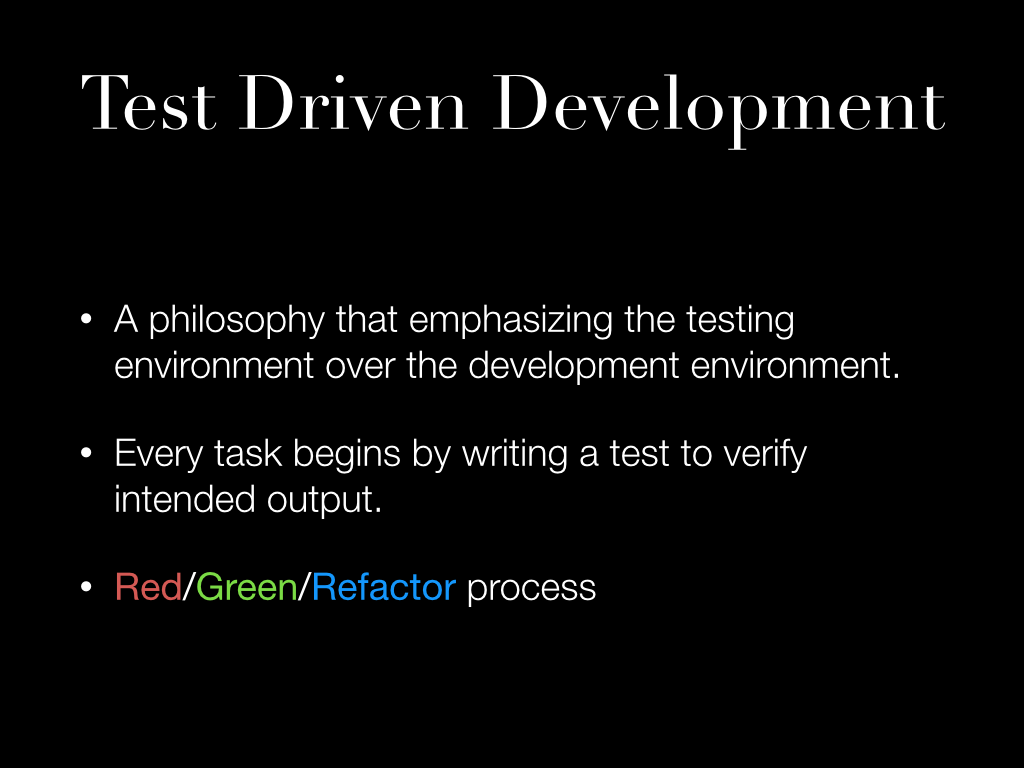 Test Driven Development
• A philosophy that emphasizing the testing
environment over the development environment.
• Every task begins by writing a test to verify
intended output.
• Red/Green/Refactor process